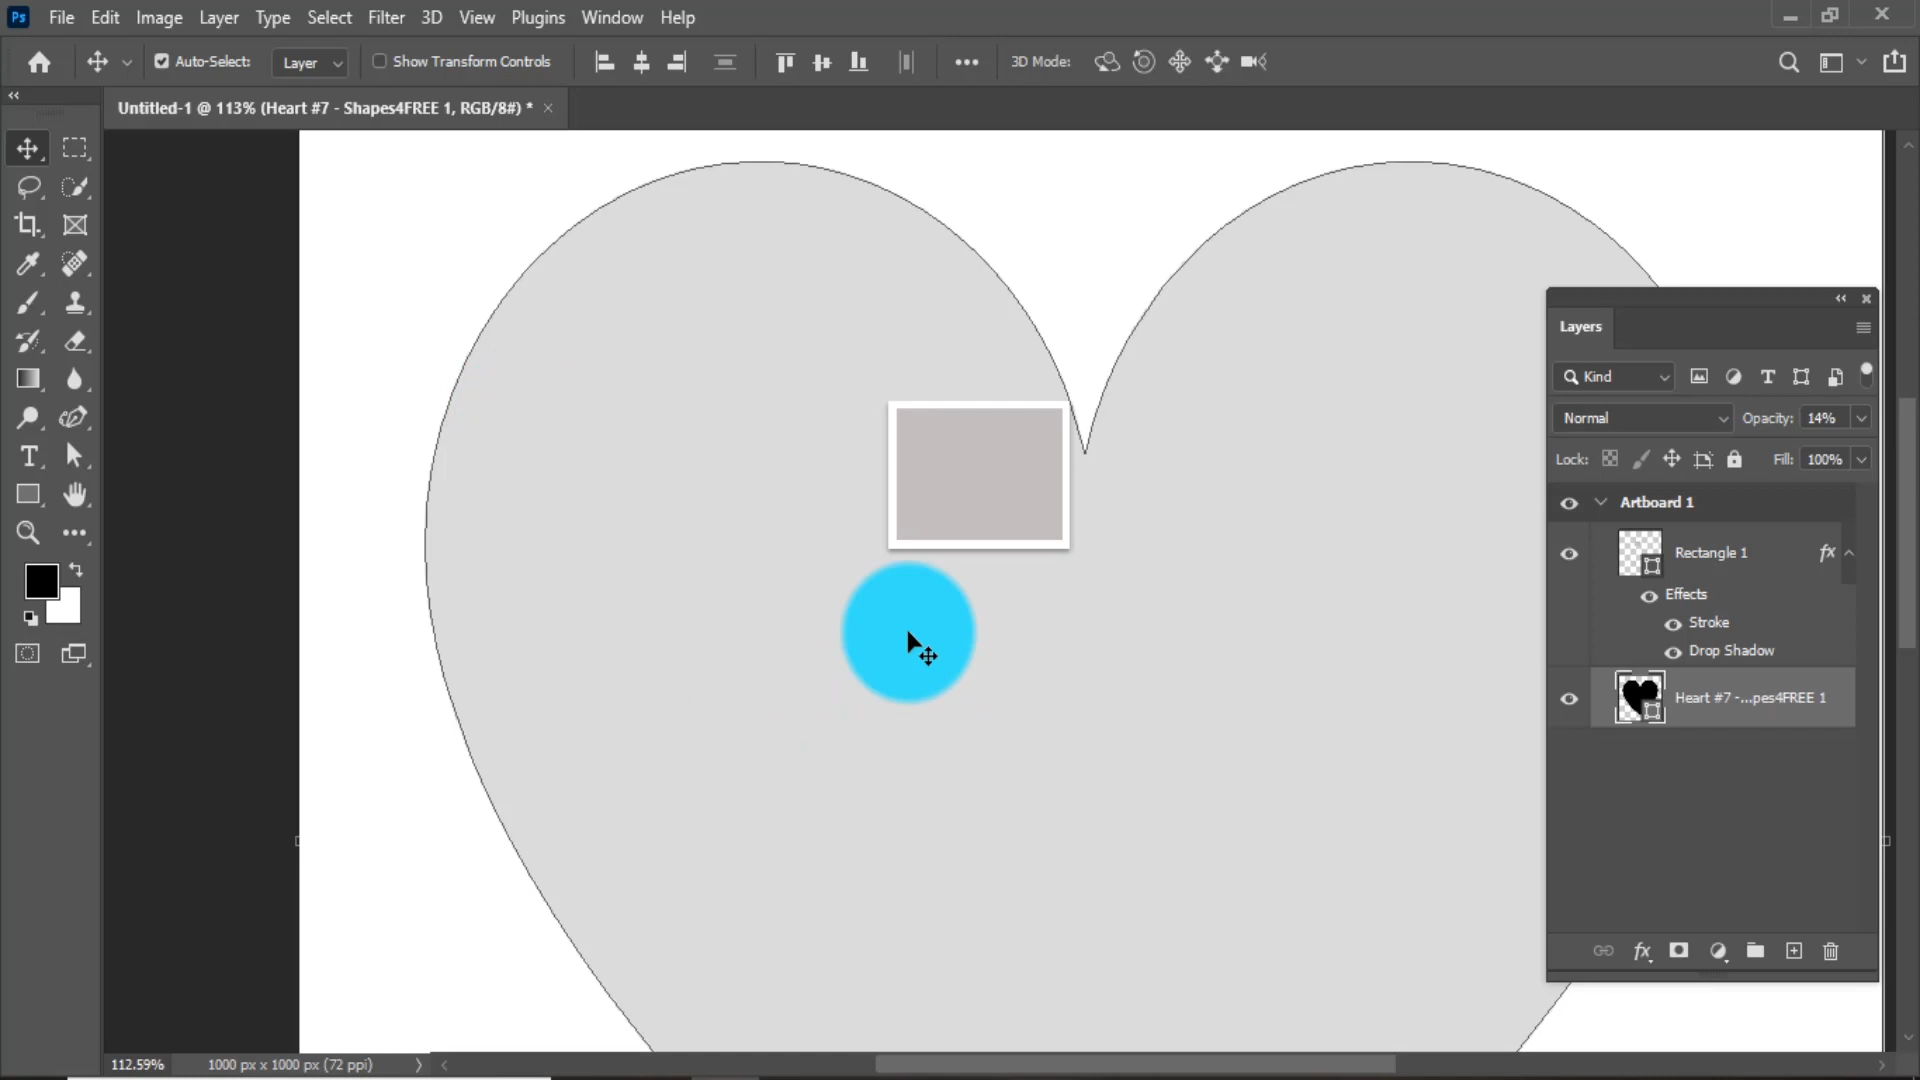 Ps File Edit Image Layer Type Select Filter 3D View Plugins Window Help
Auto-Select: Layer Show Transform Controls 3D Mode:
Untitled-1 @ 113% (Heart #7 - Shapes4FREE 1, RGB/8#) *
Layers
Kind
Normal Opacity: 14%
Lock: Fill: 100%
Artboard 1
Rectangle 1 fx
Effects
Stroke
Drop Shadow
Heart #7 -...pes4FREE 1
fx
112.59% 1000 px x 1000 px (72 ppi)